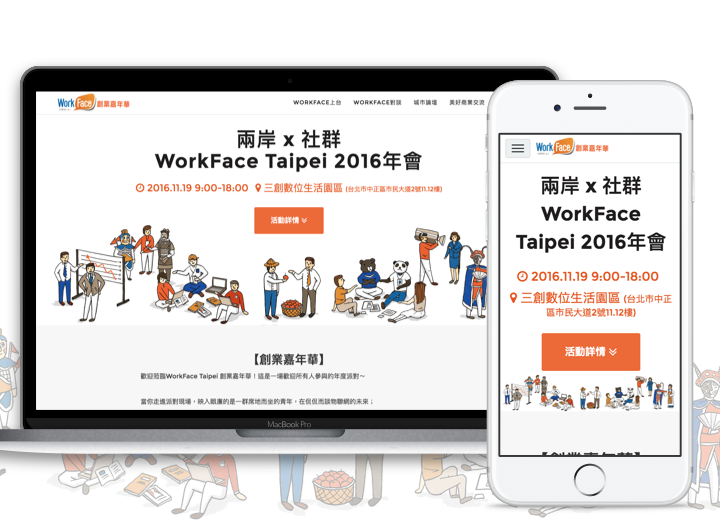 WorkFace 創業嘉年華
WORKFACE上台 WORKFACE對談 城市論壇 美好商業交流
兩岸 x 社群
WorkFace Taipei 2016年會
2016.11.19 9:00-18:00 三創數位生活園區 (台北市中正區市民大道2號11.12樓)
活動詳情
【創業嘉年華】
歡迎蒞臨WorkFace Taipei 創業嘉年華！這是一場歡迎所有人參與的年度派對～
當你走進派對現場，映入眼簾的是一群席地而坐的青年，在侃侃而談物聯網的未來；
MacBook Pro
WorkFace 創業嘉年華
兩岸 x 社群
WorkFace
Taipei 2016年會
2016.11.19 9:00-18:00
三創數位生活園區 (台北市中正
區市民大道2號11.12樓)
活動詳情
【創業嘉年華】